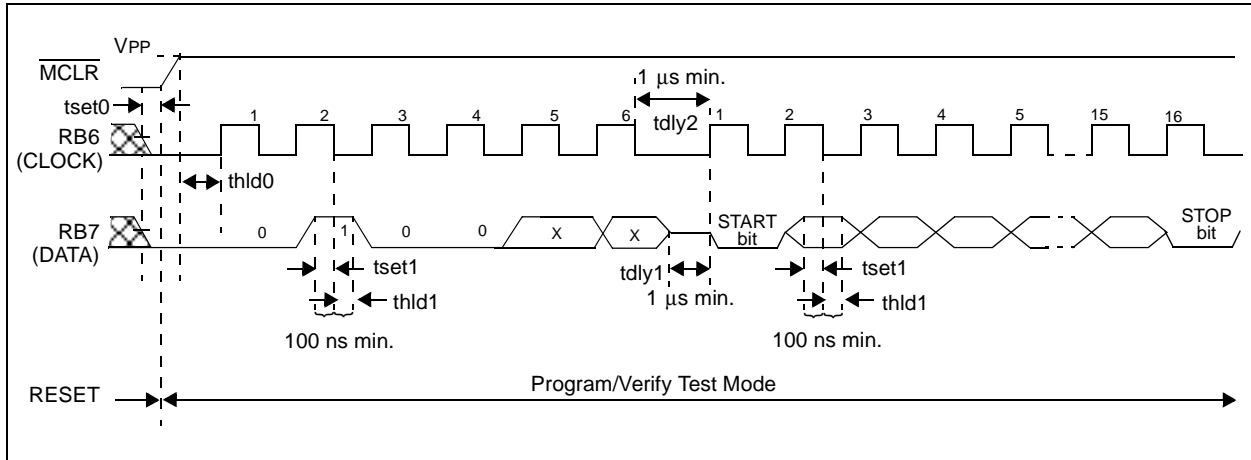 VPP
MCLR
1 µs min.
tset0
tdly2
1 2 3 4 5 6 1 2 3 4 5 15 16
RB6
(CLOCK)
thld0
RB7
(DATA)
0 1 0 0 X X
START
bit
STOP
bit
tset1
tdly1
tset1
thld1
1 µs min.
thld1
100 ns min.
100 ns min.
RESET
Program/Verify Test Mode